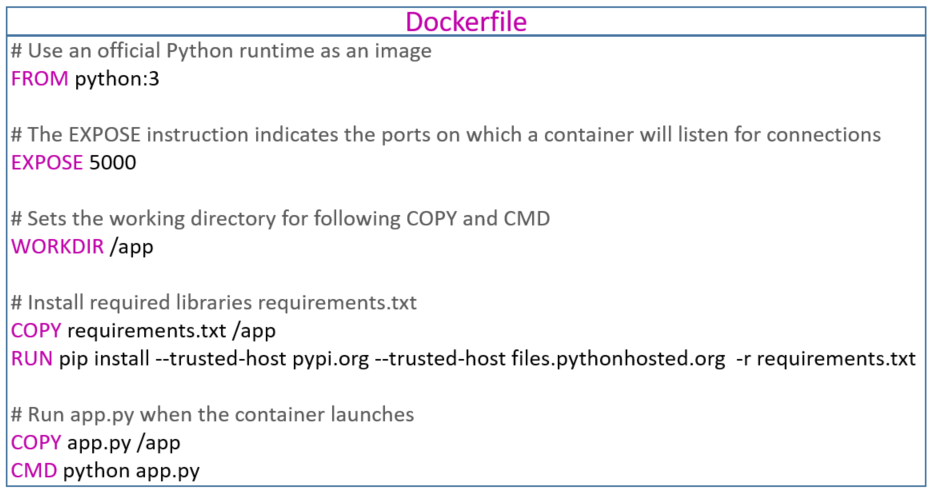 Dockerfile
# Use an official Python runtime as an image
FROM python:3
# The EXPOSE instruction indicates the ports on which a container will listen for connections
EXPOSE 5000
# Sets the working directory for following COPY and CMD
WORKDIR /app
# Install required libraries requirements.txt
COPY requirements.txt /app
RUN pip install --trusted-host pypi.org --trusted-host files.pythonhosted.org  -r requirements.txt
# Run app.py when the container launches
COPY app.py /app
CMD python app.py